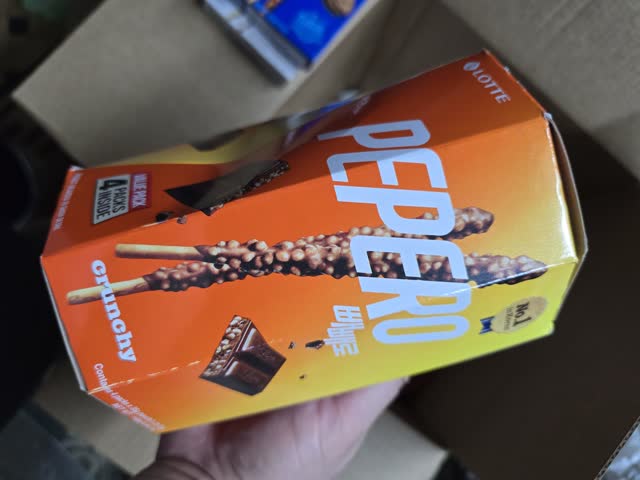 LOTTE
PEPERO
빼빼로
No.1
Crunchy
VALUE PACK
4
PACKS
INSIDE